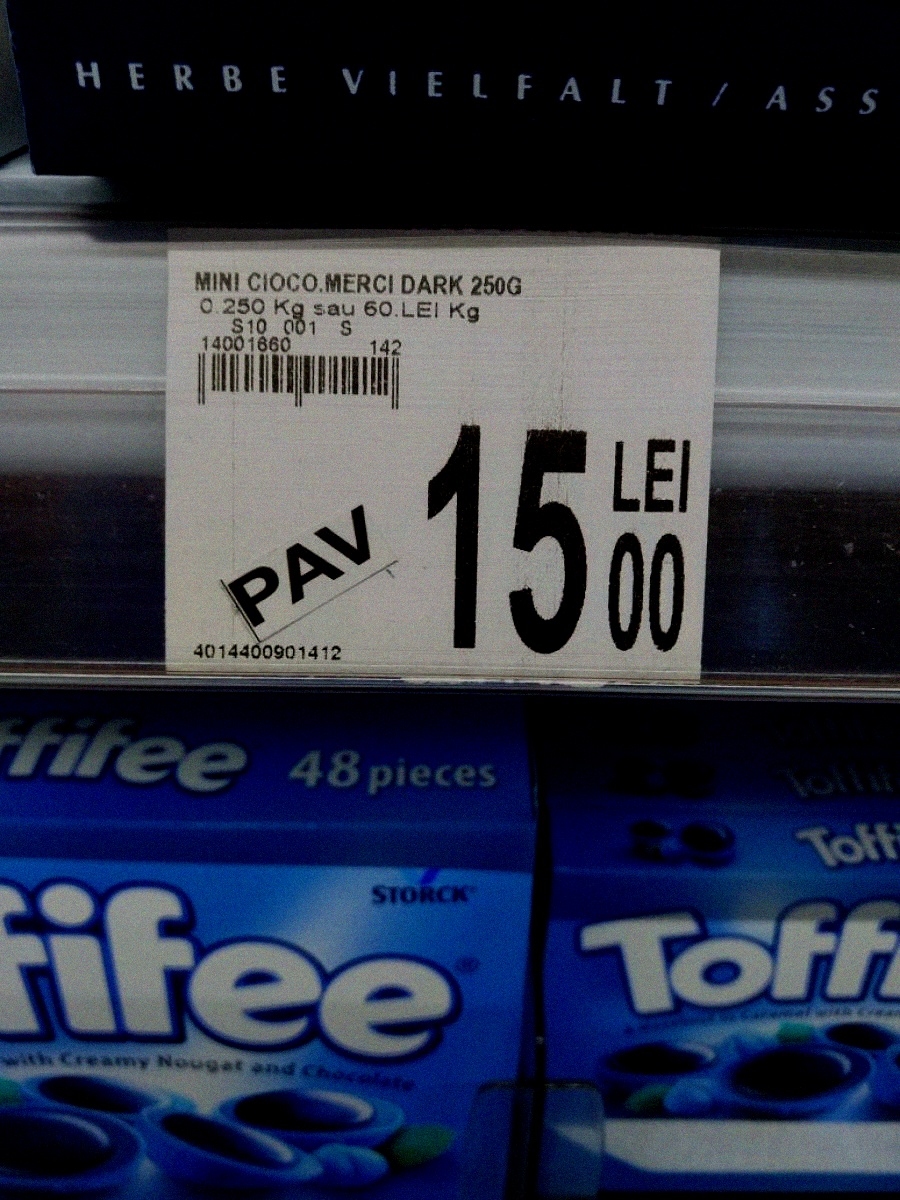 HERBE VIELFALT / ASS
MINI CIOCO.MERCI DARK 250G
0.250 Kg sau 60.LEI Kg
S10 001 S
14001660 142
15 LEI 00
PAV
4014400901412
ffifee 48 pieces
Toffi
STORCK
fifee
Toffi
with Creamy Nougat and Chocolate